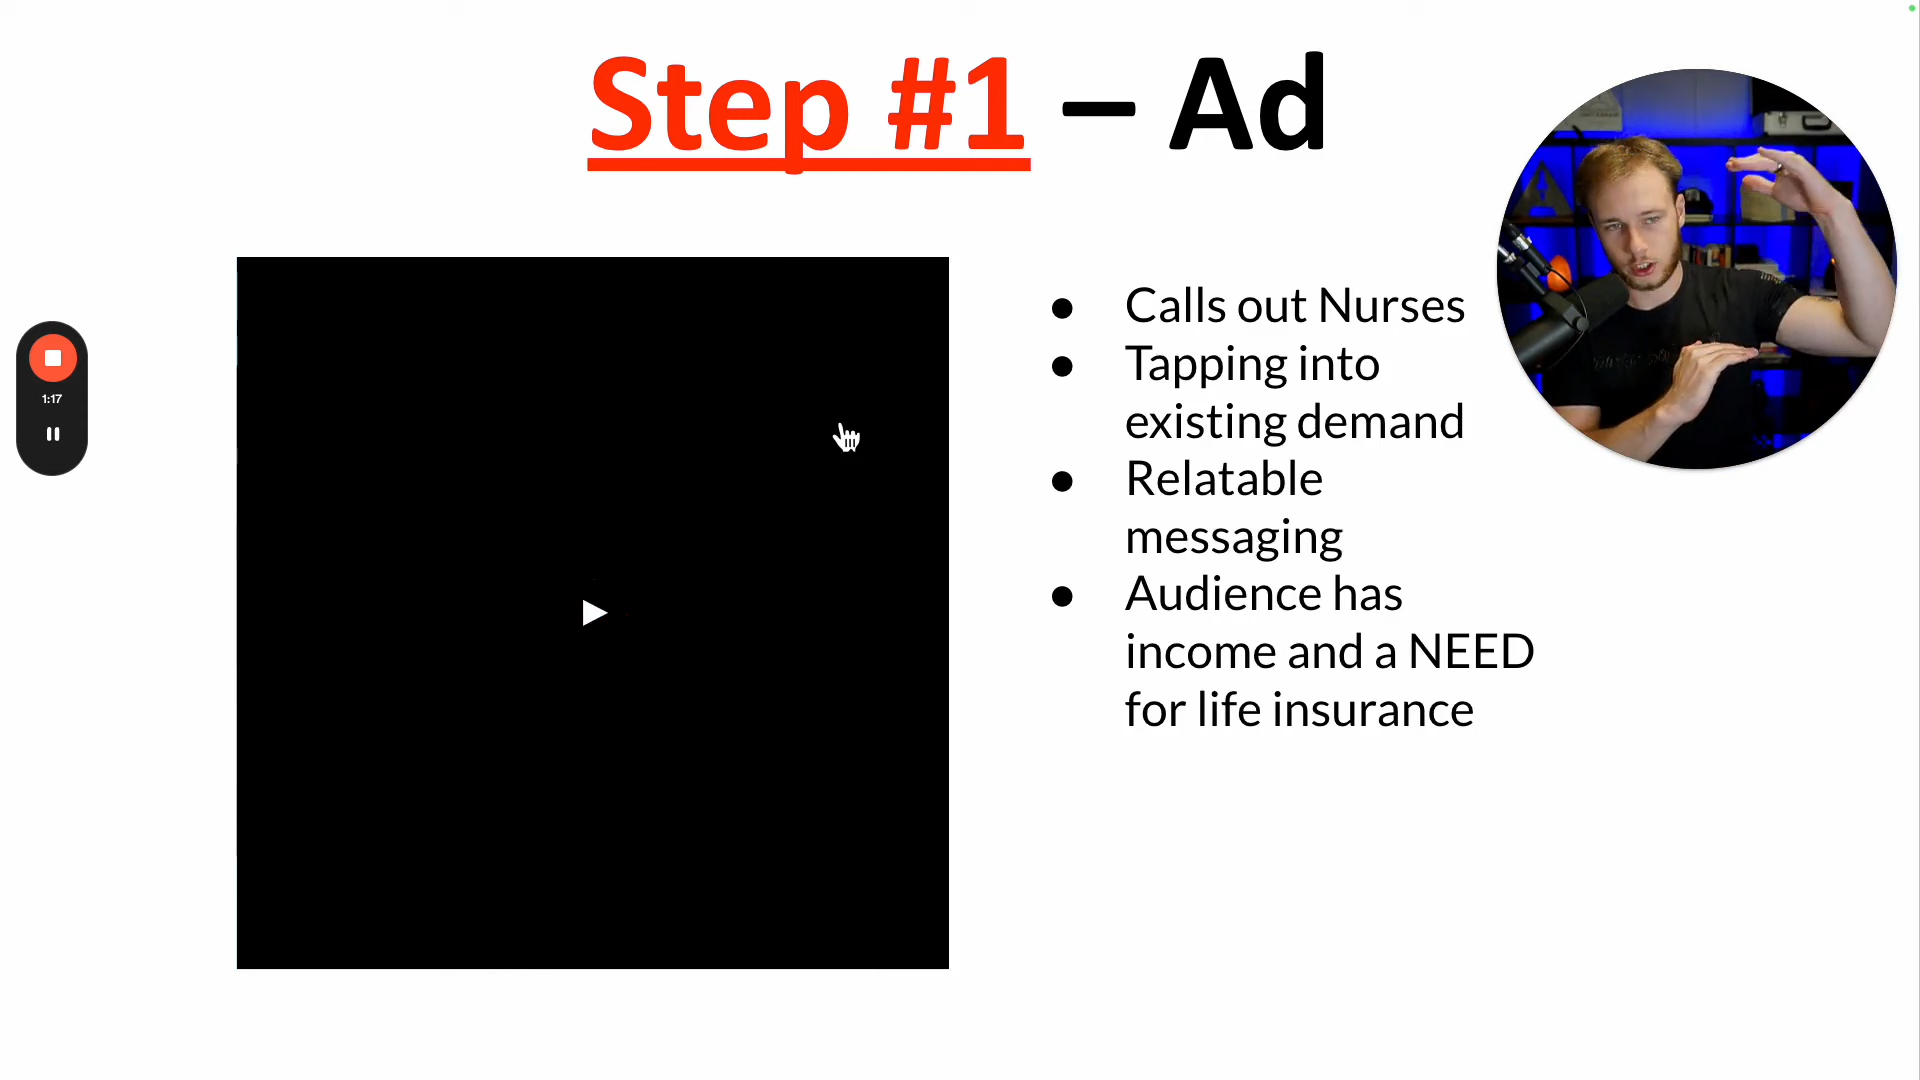 Step #1 – Ad
● Calls out Nurses
● Tapping into
existing demand
● Relatable
messaging
● Audience has
income and a NEED
for life insurance
1:17